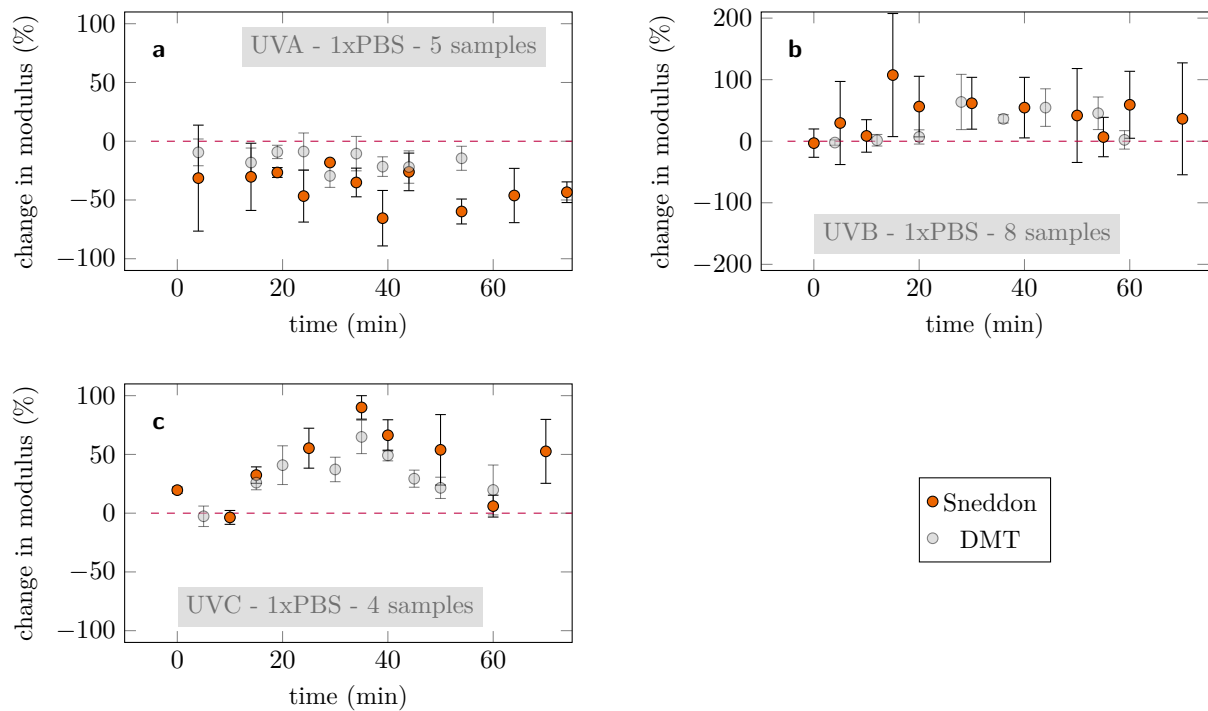 100
50
0
−50
−100
change in modulus (%)
a
UVA - 1xPBS - 5 samples
0
20
40
60
time (min)
200
100
0
−100
−200
change in modulus (%)
b
UVB - 1xPBS - 8 samples
0
20
40
60
time (min)
100
50
0
−50
−100
change in modulus (%)
c
UVC - 1xPBS - 4 samples
0
20
40
60
time (min)
Sneddon
DMT